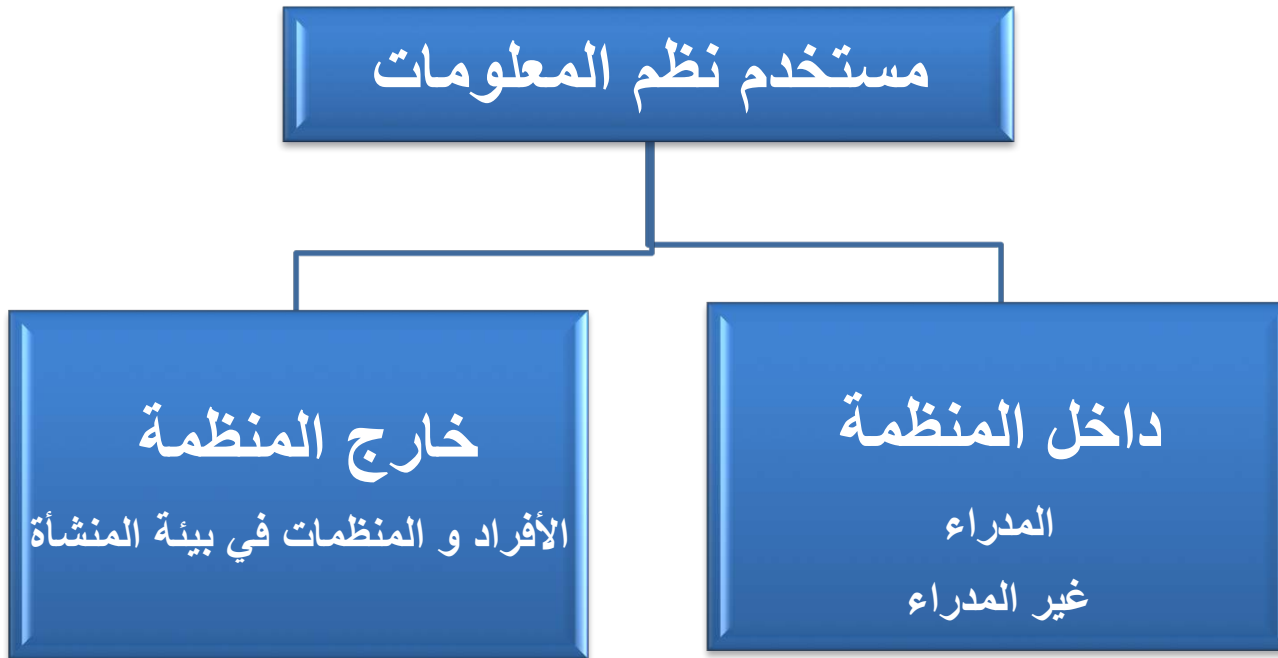 مستخدم نظم المعلومات
داخل المنظمة
المدراء
غير المدراء
خارج المنظمة
الأفراد و المنظمات في بيئة المنشأة